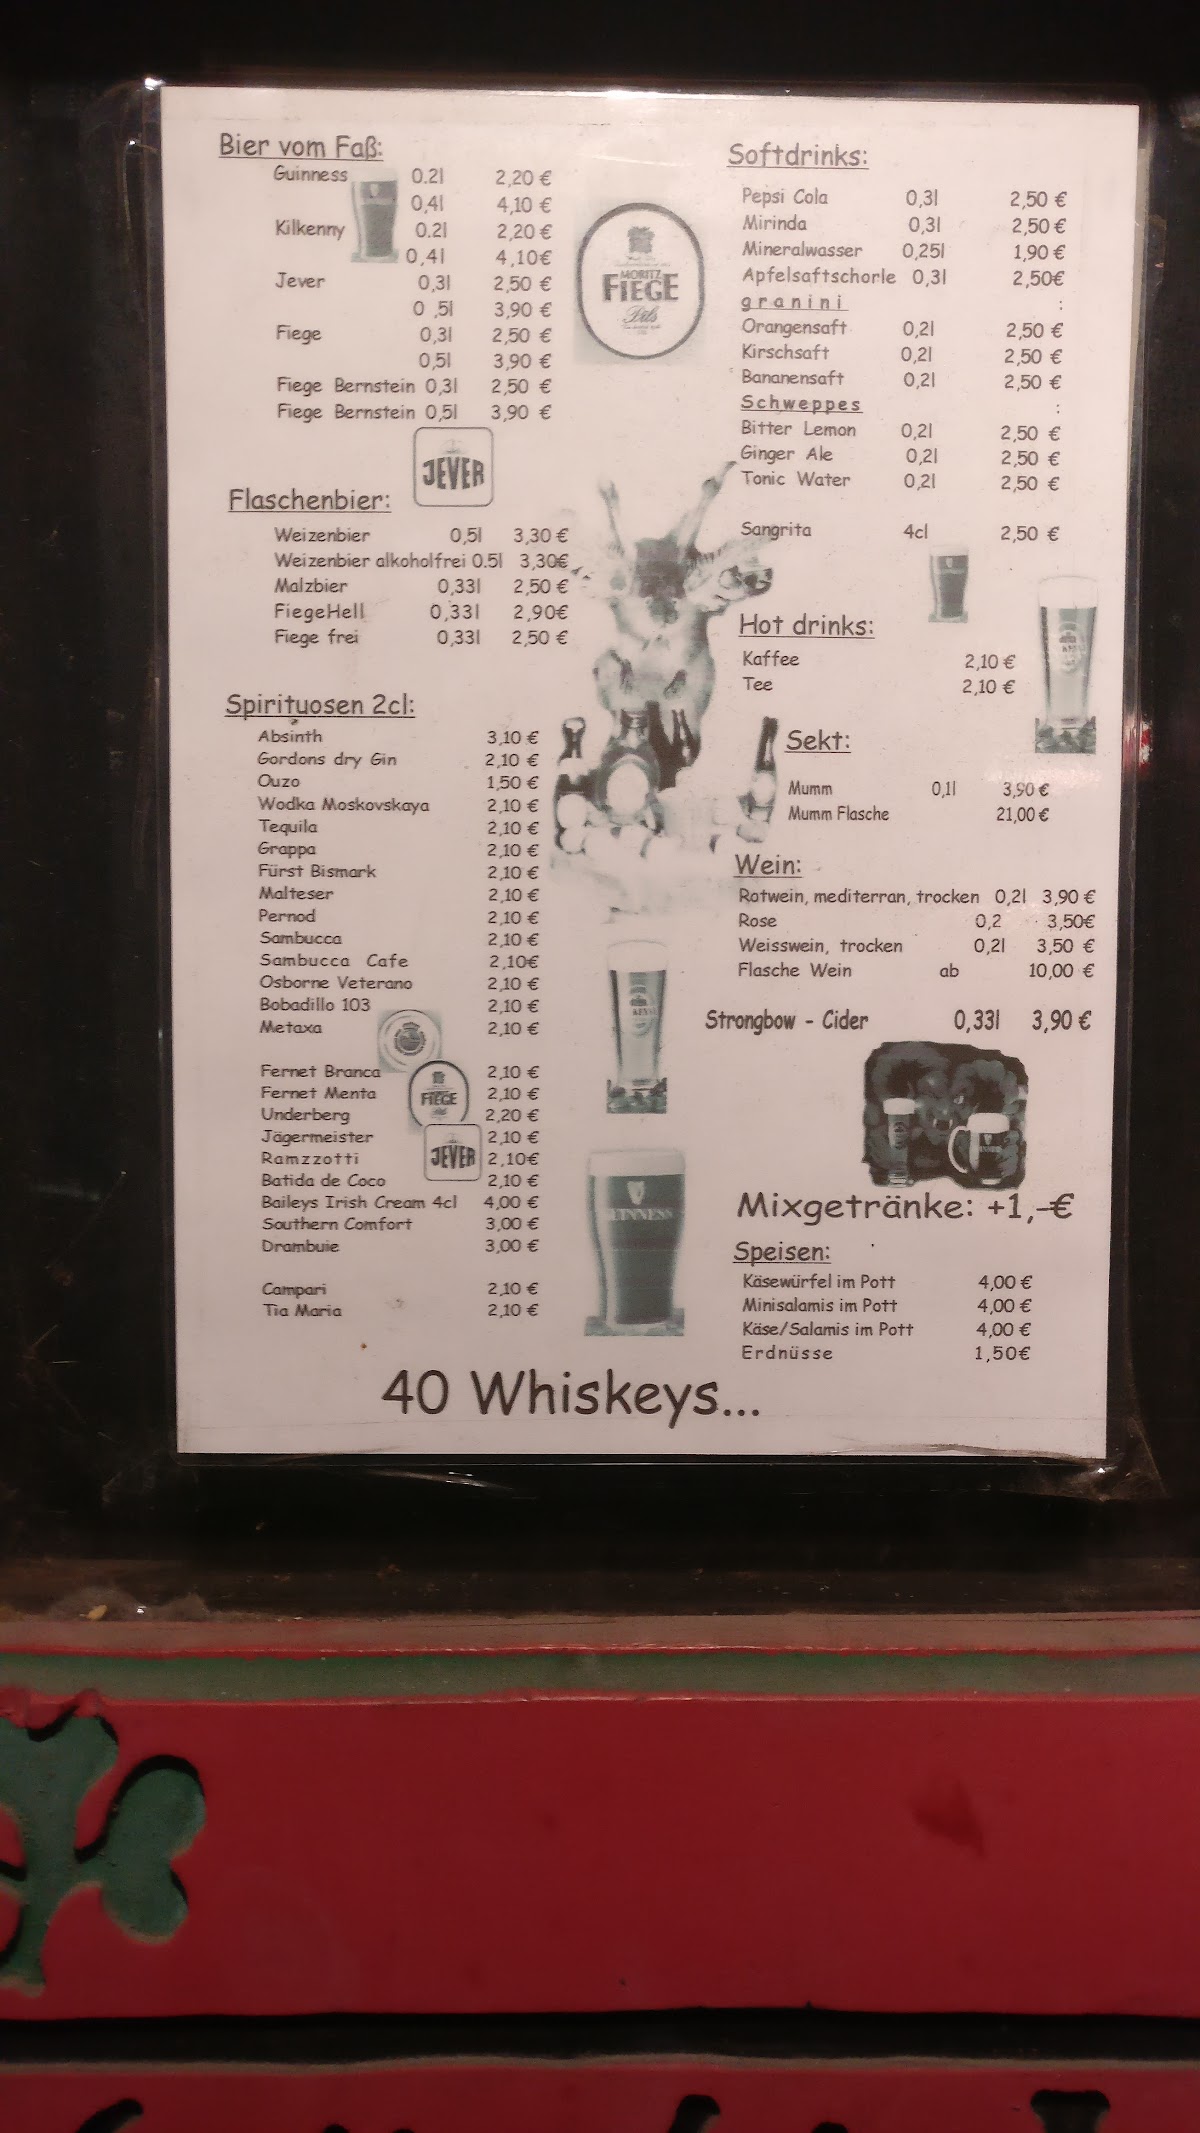 Bier vom Faß:
Guinness 0.2l 2,20 €
0,4l 4,10 €
Kilkenny 0.2l 2,20 €
0,4l 4,10€
Jever 0,3l 2,50 €
0 ,5l 3,90 €
Fiege 0,3l 2,50 €
0,5l 3,90 €
Fiege Bernstein 0,3l 2,50 €
Fiege Bernstein 0,5l 3,90 €
MORITZ
FIEGE
Pils
JEVER
Flaschenbier:
Weizenbier 0,5l 3,30 €
Weizenbier alkoholfrei 0.5l 3,30€
Malzbier 0,33l 2,50 €
FiegeHell 0,33l 2,90€
Fiege frei 0,33l 2,50 €
Spirituosen 2cl:
Absinth 3,10 €
Gordons dry Gin 2,10 €
Ouzo 1,50 €
Wodka Moskovskaya 2,10 €
Tequila 2,10 €
Grappa 2,10 €
Fürst Bismark 2,10 €
Malteser 2,10 €
Pernod 2,10 €
Sambucca 2,10 €
Sambucca Cafe 2,10€
Osborne Veterano 2,10 €
Bobadillo 103 2,10 €
Metaxa 2,10 €
Fernet Branca 2,10 €
Fernet Menta 2,10 €
Underberg 2,20 €
Jägermeister 2,10 €
Ramzzotti 2,10€
Batida de Coco 2,10 €
Baileys Irish Cream 4cl 4,00 €
Southern Comfort 3,00 €
Drambuie 3,00 €
Campari 2,10 €
Tia Maria 2,10 €
FIEGE
JEVER
GUINNESS
Softdrinks:
Pepsi Cola 0,3l 2,50 €
Mirinda 0,3l 2,50 €
Mineralwasser 0,25l 1,90 €
Apfelsaftschorle 0,3l 2,50€
granini :
Orangensaft 0,2l 2,50 €
Kirschsaft 0,2l 2,50 €
Bananensaft 0,2l 2,50 €
Schweppes :
Bitter Lemon 0,2l 2,50 €
Ginger Ale 0,2l 2,50 €
Tonic Water 0,2l 2,50 €
Sangrita 4cl 2,50 €
Hot drinks:
Kaffee 2,10 €
Tee 2,10 €
Sekt:
Mumm 0,1l 3,90 €
Mumm Flasche 21,00 €
Wein:
Rotwein, mediterran, trocken 0,2l 3,90 €
Rose 0,2 3,50€
Weisswein, trocken 0,2l 3,50 €
Flasche Wein ab 10,00 €
Strongbow - Cider 0,33l 3,90 €
Mixgetränke: +1,-€
Speisen:
Käsewürfel im Pott 4,00 €
Minisalamis im Pott 4,00 €
Käse/Salamis im Pott 4,00 €
Erdnüsse 1,50€
40 Whiskeys...